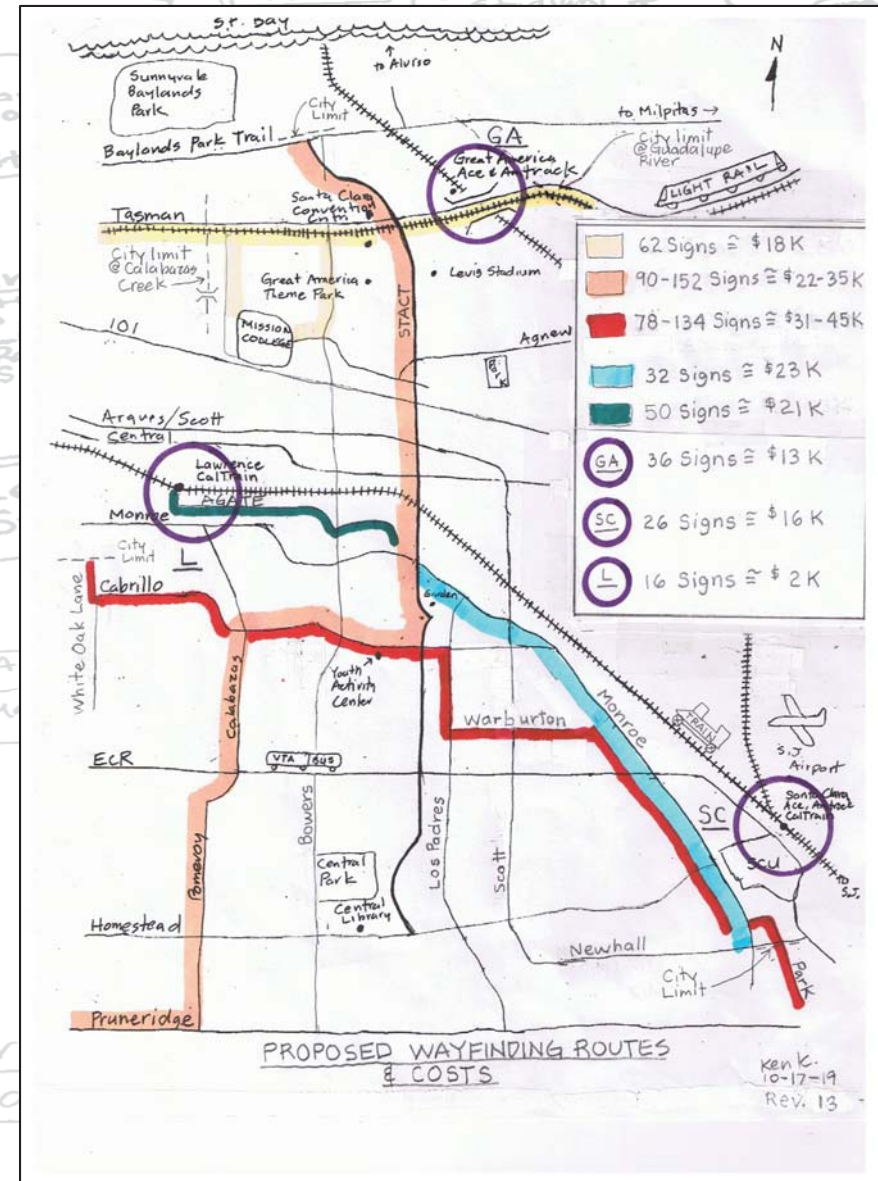 S.F. Bay
to Alviso
N
Sunnyvale
Baylands
Park
City
Limit
to Milpitas →
Baylands Park Trail
GA
City limit
@ Guadalupe
River
Great America
Ace & Amtrack
LIGHT RAIL
Santa Clara
Convention
Cntr
Tasman
City limit
@ Calabazas
Creek
Great America
Theme Park
Levis Stadium
STACT
MISSION
COLLEGE
101
Agnew
62 Signs ≅ $18K
90-152 Signs ≅ $22-35K
78-134 Signs ≅ $31-45K
32 Signs ≅ $23K
50 Signs ≅ $21K
GA 36 Signs ≅ $13K
SC 26 Signs ≅ $16K
L 16 Signs ≅ $2K
Arques/Scott
Central
Lawrence
CalTrain
AGATE
Monroe
City
Limit
L
Cabrillo
White Oak Lane
Calabazas
Garden
Youth
Activity
Center
Monroe
Warburton
TRAIN
S.J.
Airport
ECR
VTA BUS
Santa Clara
Ace, Amtrack
CalTrain
SC
SCU
to
S.J.
Bowers
Los Padres
Scott
Pomeroy
Central
Park
Central
Library
Homestead
Newhall
City
Limit
Park
Pruneridge
PROPOSED WAYFINDING ROUTES
& COSTS
Ken K.
10-17-19
Rev. 13